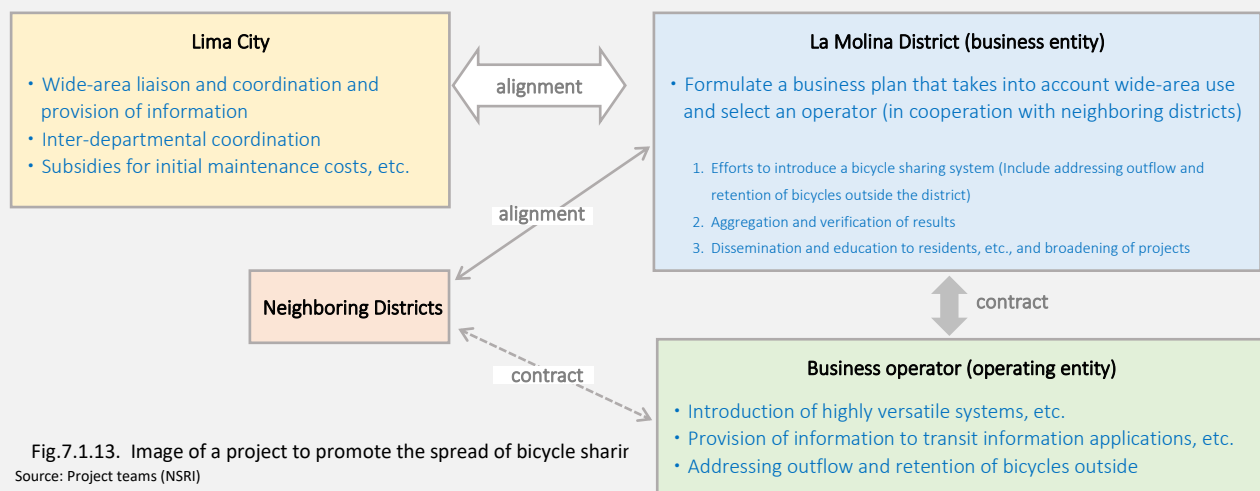 Lima City
・Wide-area liaison and coordination and
provision of information
・Inter-departmental coordination
・Subsidies for initial maintenance costs, etc.
alignment
La Molina District (business entity)
・Formulate a business plan that takes into account wide-area use
and select an operator (in cooperation with neighboring districts)
1. Efforts to introduce a bicycle sharing system (Include addressing outflow and
retention of bicycles outside the district)
2. Aggregation and verification of results
3. Dissemination and education to residents, etc., and broadening of projects
alignment
Neighboring Districts
contract
contract
Business operator (operating entity)
・Introduction of highly versatile systems, etc.
・Provision of information to transit information applications, etc.
・Addressing outflow and retention of bicycles outside
Fig.7.1.13. Image of a project to promote the spread of bicycle
Source: Project teams (NSRI)